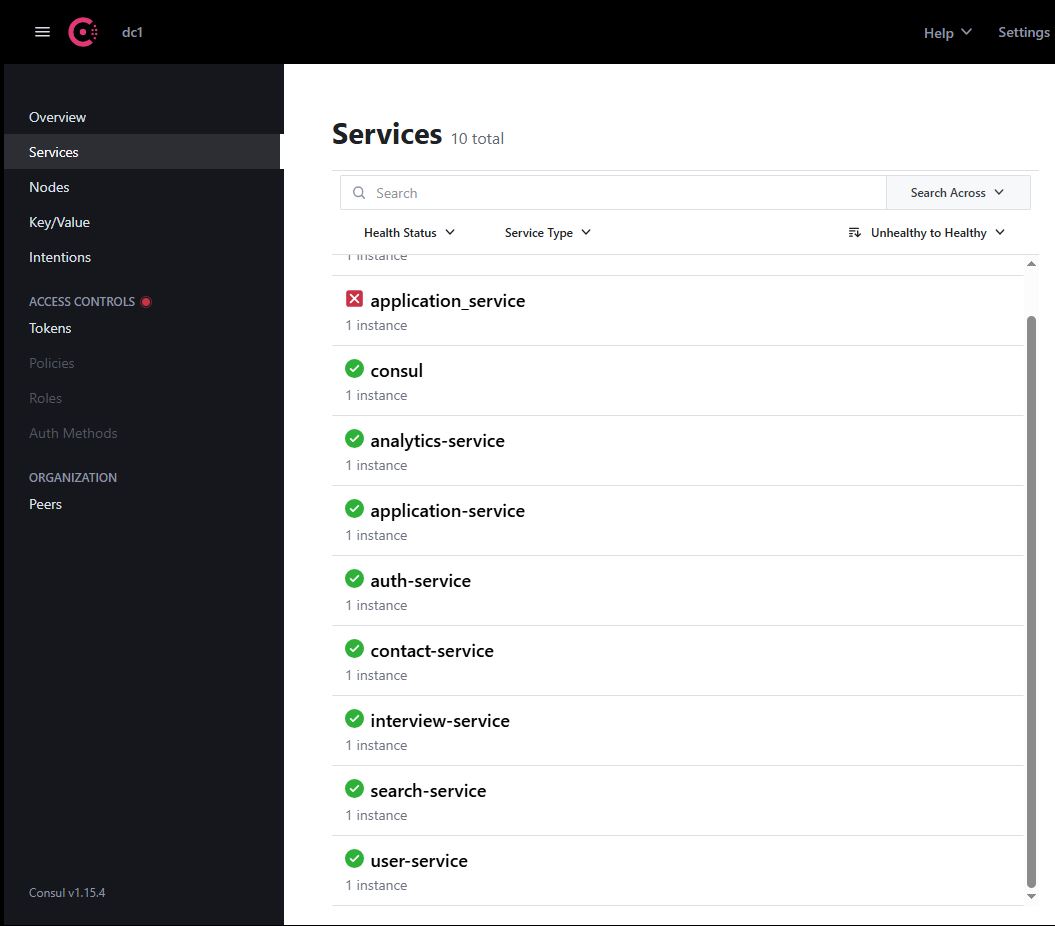 dc1
Help
Settings
Overview
Services
Nodes
Key/Value
Intentions
ACCESS CONTROLS
Tokens
Policies
Roles
Auth Methods
ORGANIZATION
Peers
Consul v1.15.4
Services 10 total
Search
Search Across
Health Status
Service Type
Unhealthy to Healthy
1 instance
application_service
1 instance
consul
1 instance
analytics-service
1 instance
application-service
1 instance
auth-service
1 instance
contact-service
1 instance
interview-service
1 instance
search-service
1 instance
user-service
1 instance